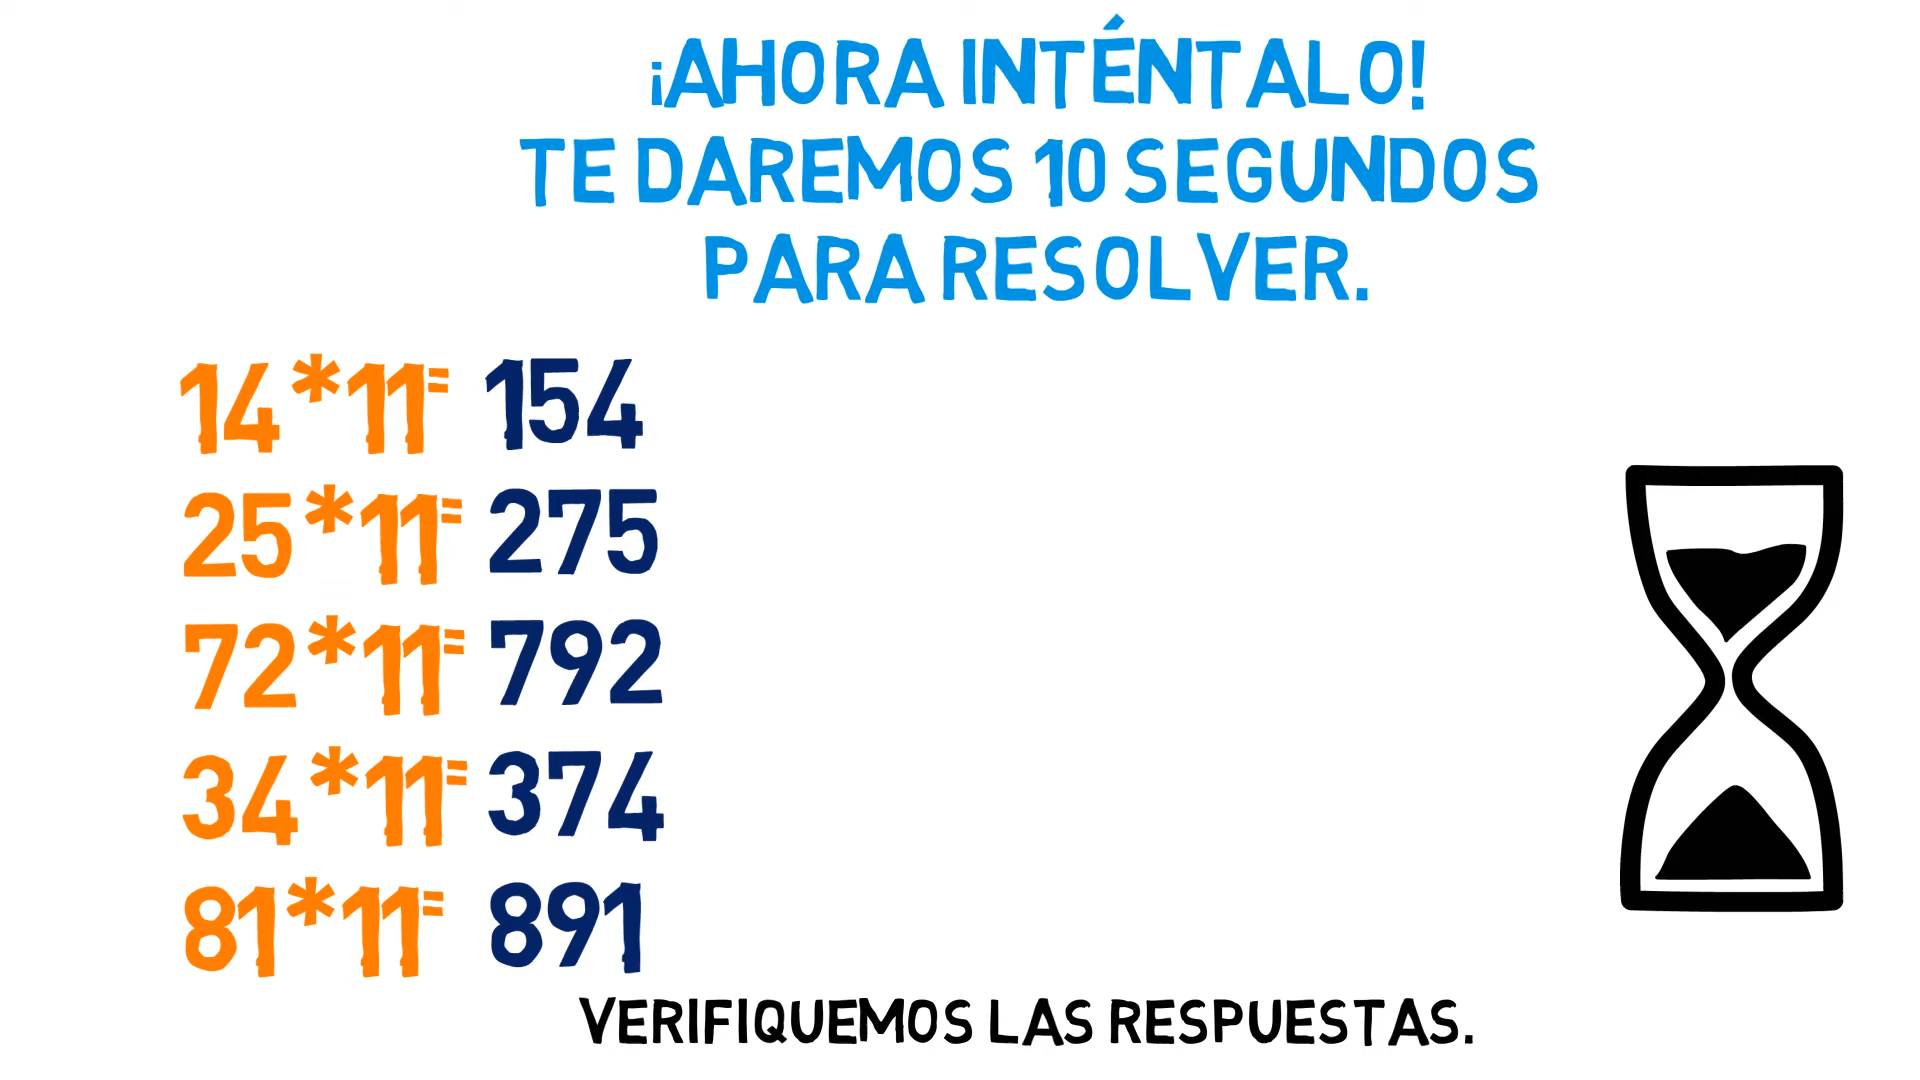 ¡AHORA INTÉNTALO!
TE DAREMOS 10 SEGUNDOS
PARA RESOLVER.
14*11= 154
25*11= 275
72*11= 792
34*11= 374
81*11= 891
VERIFIQUEMOS LAS RESPUESTAS.